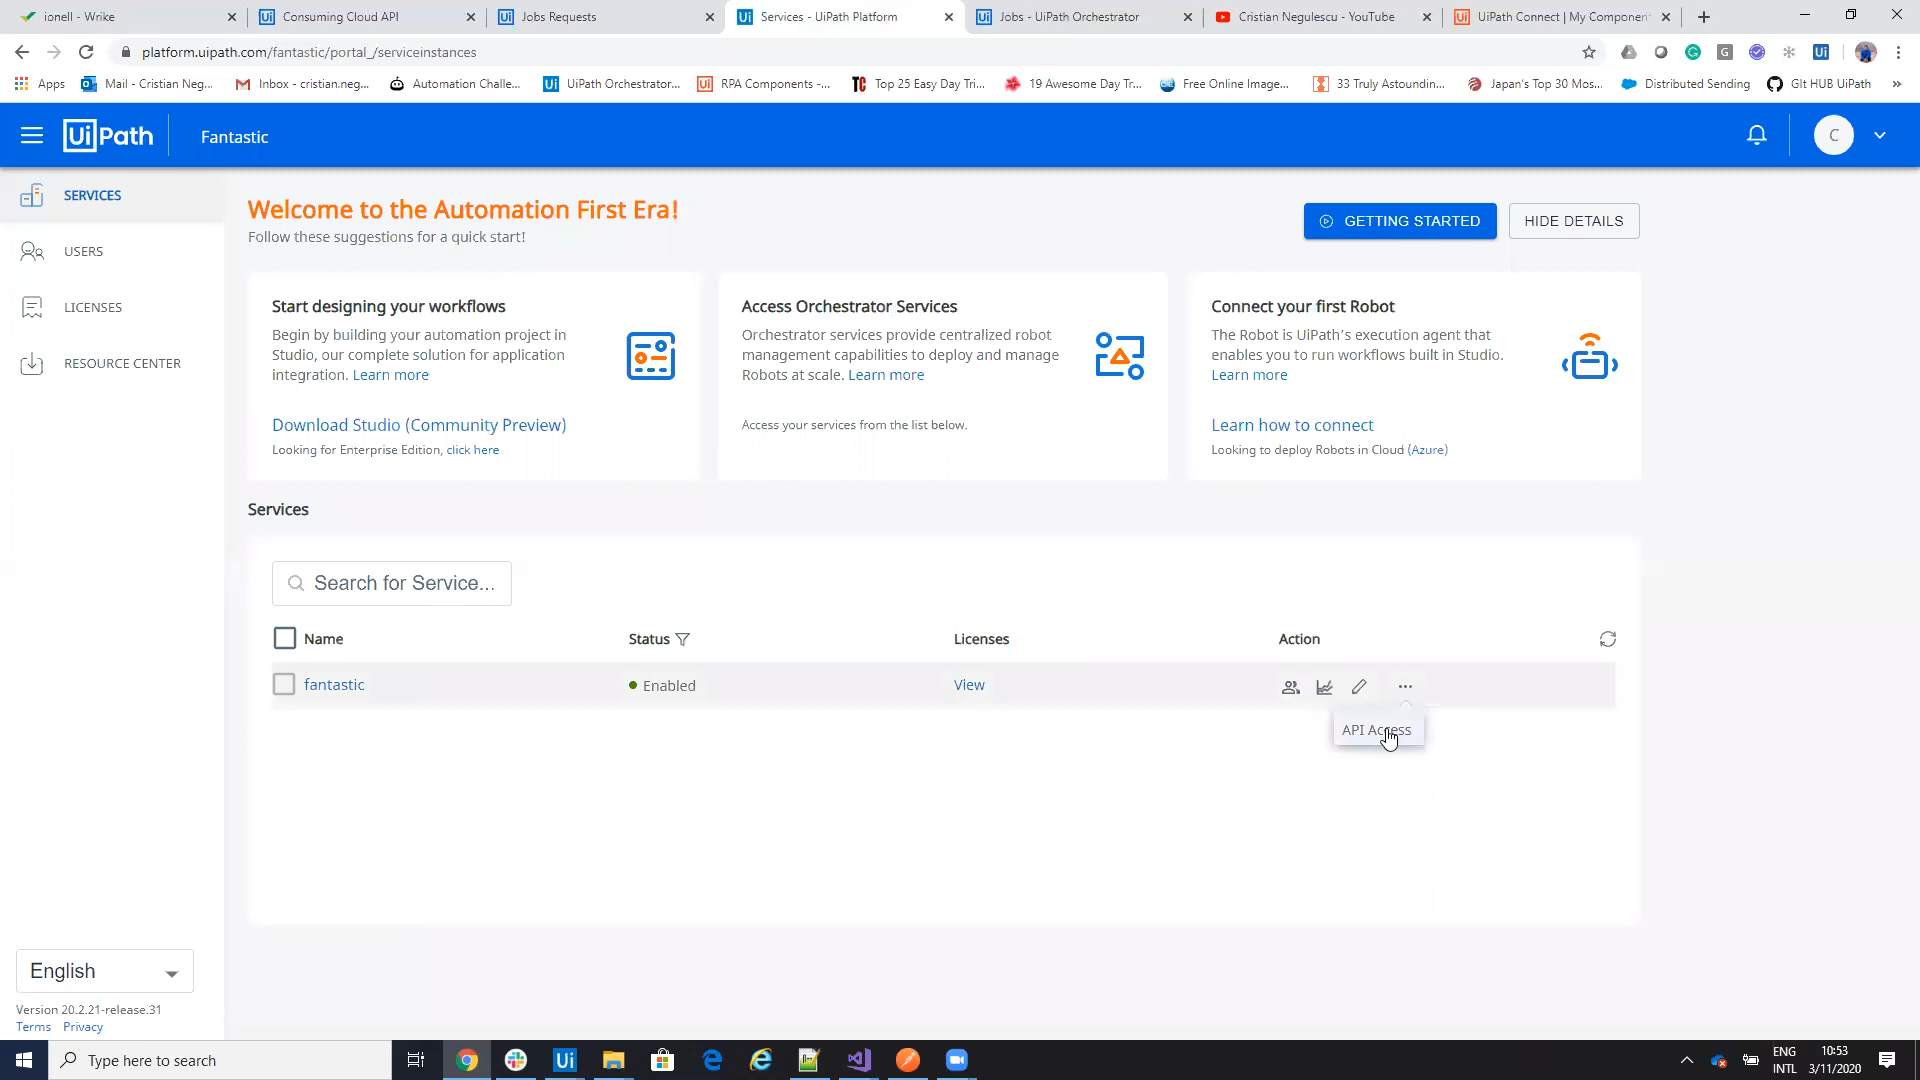 ionell - Wrike
Consuming Cloud API
Jobs Requests
Services - UiPath Platform
Jobs - UiPath Orchestrator
Cristian Negulescu - YouTube
UiPath Connect | My Componen
platform.uipath.com/fantastic/portal_/serviceinstances
Apps
Mail - Cristian Neg...
Inbox - cristian.neg...
Automation Challe...
UiPath Orchestrator...
RPA Components -...
Top 25 Easy Day Tri...
19 Awesome Day Tr...
Free Online Image...
33 Truly Astoundin...
Japan's Top 30 Mos...
Distributed Sending
GIt HUB UiPath
»
UiPath
Fantastic
C
SERVICES
USERS
LICENSES
RESOURCE CENTER
Welcome to the Automation First Era!
Follow these suggestions for a quick start!
GETTING STARTED
HIDE DETAILS
Start designing your workflows
Begin by building your automation project in
Studio, our complete solution for application
integration. Learn more
Download Studio (Community Preview)
Looking for Enterprise Edition, click here
Access Orchestrator Services
Orchestrator services provide centralized robot
management capabilities to deploy and manage
Robots at scale. Learn more
Access your services from the list below.
Connect your first Robot
The Robot is UiPath's execution agent that
enables you to run workflows built in Studio.
Learn more
Learn how to connect
Looking to deploy Robots in Cloud (Azure)
Services
Search for Service...
Name
Status
Licenses
Action
fantastic
Enabled
View
API Access
English
Version 20.2.21-release.31
Terms Privacy
Type here to search
ENG
INTL
10:53
3/11/2020